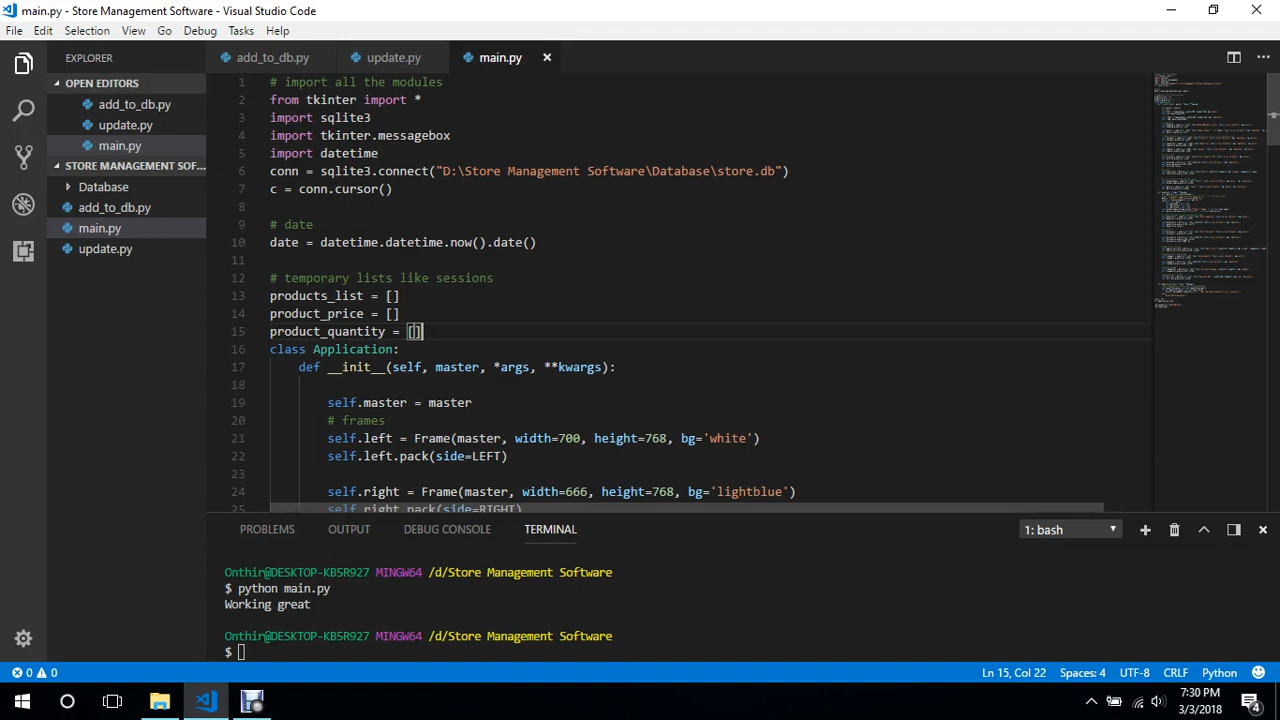 main.py - Store Management Software - Visual Studio Code
File Edit Selection View Go Debug Tasks Help
EXPLORER
OPEN EDITORS
add_to_db.py
update.py
main.py
STORE MANAGEMENT SOF...
Database
add_to_db.py
main.py
update.py
add_to_db.py update.py main.py
1 # import all the modules
2 from tkinter import *
3 import sqlite3
4 import tkinter.messagebox
5 import datetime
6 conn = sqlite3.connect("D:\Store Management Software\Database\store.db")
7 c = conn.cursor()
8
9 # date
10 date = datetime.datetime.now().date()
11
12 # temporary lists like sessions
13 products_list = []
14 product_price = []
15 product_quantity = []
16 class Application:
17 def __init__(self, master, *args, **kwargs):
18
19 self.master = master
20 # frames
21 self.left = Frame(master, width=700, height=768, bg='white')
22 self.left.pack(side=LEFT)
23
24 self.right = Frame(master, width=666, height=768, bg='lightblue')
25 self.right.pack(side=RIGHT)
PROBLEMS OUTPUT DEBUG CONSOLE TERMINAL 1: bash
Onthir@DESKTOP-KB5R927 MINGW64 /d/Store Management Software
$ python main.py
Working great
Onthir@DESKTOP-KB5R927 MINGW64 /d/Store Management Software
$
0 0 Ln 15, Col 22 Spaces: 4 UTF-8 CRLF Python
7:30 PM
3/3/2018
4